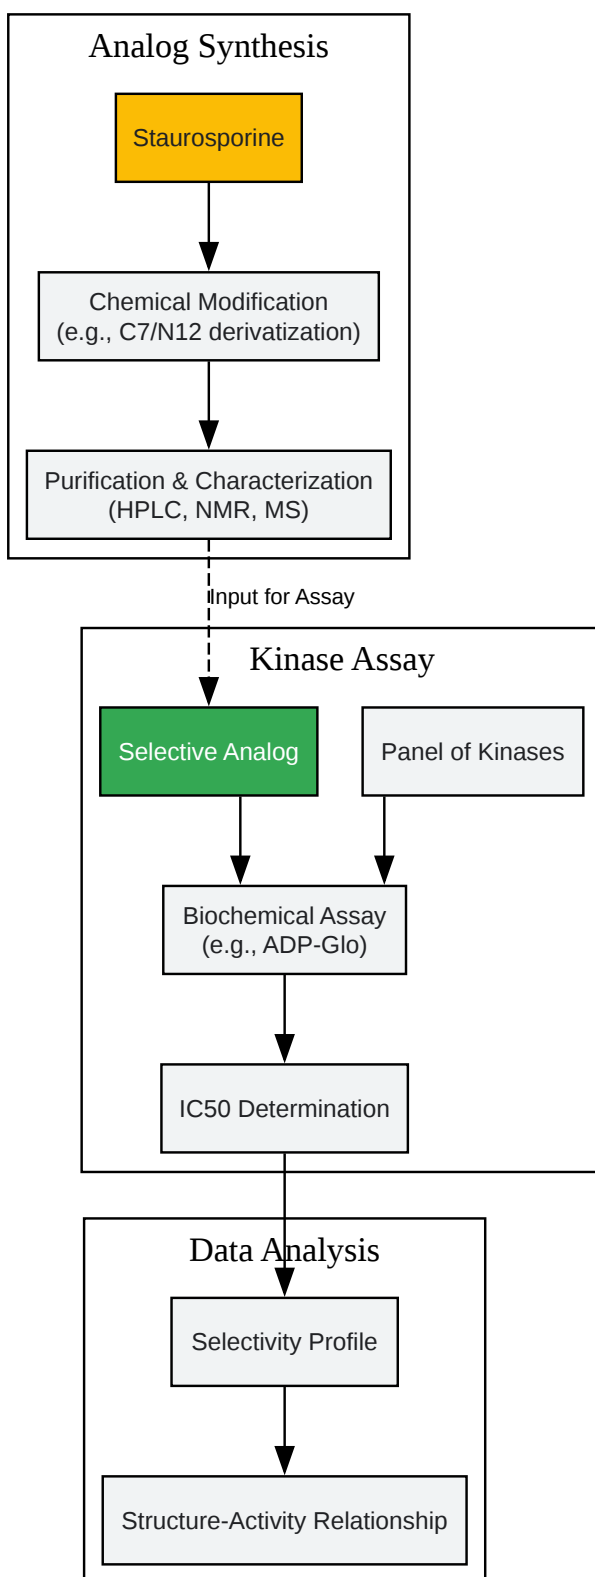 Analog Synthesis
Staurosporine
Chemical Modification
(e.g., C7/N12 derivatization)
Purification & Characterization
(HPLC, NMR, MS)
Input for Assay
Kinase Assay
Selective Analog
Panel of Kinases
Biochemical Assay
(e.g., ADP-Glo)
IC50 Determination
Data Analysis
Selectivity Profile
Structure-Activity Relationship